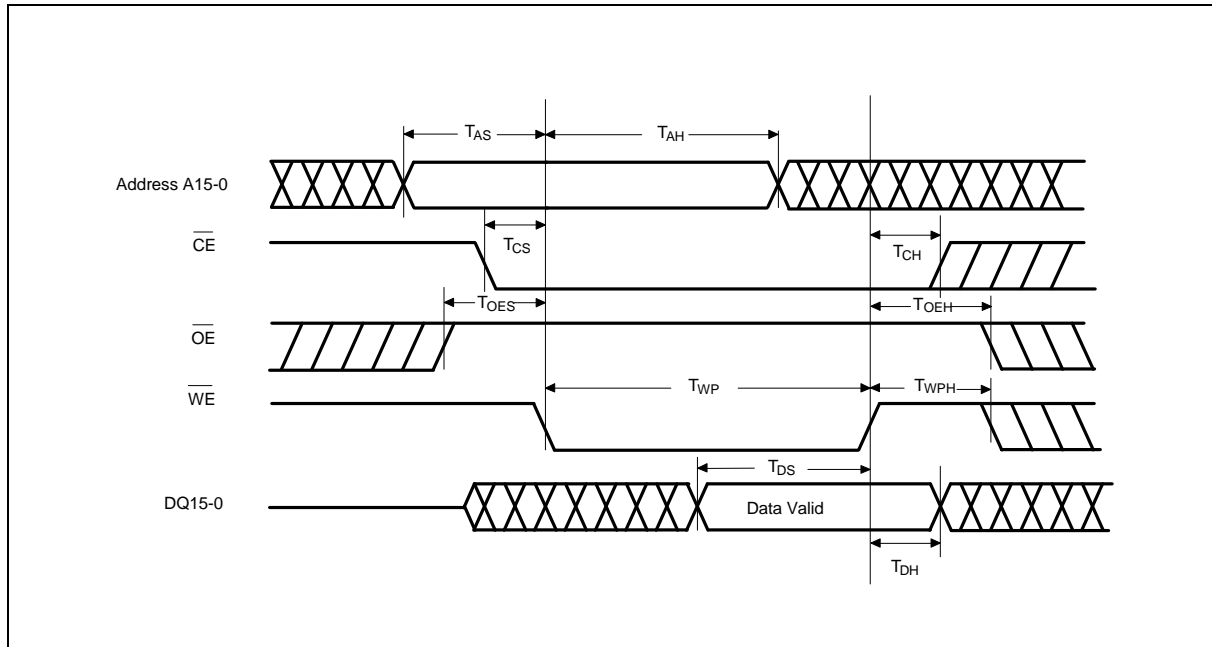 TAS
TAH
Address A15-0
TCS
TCH
CE
TOES
TOEH
OE
TWP
TWPH
WE
TDS
DQ15-0
Data Valid
TDH